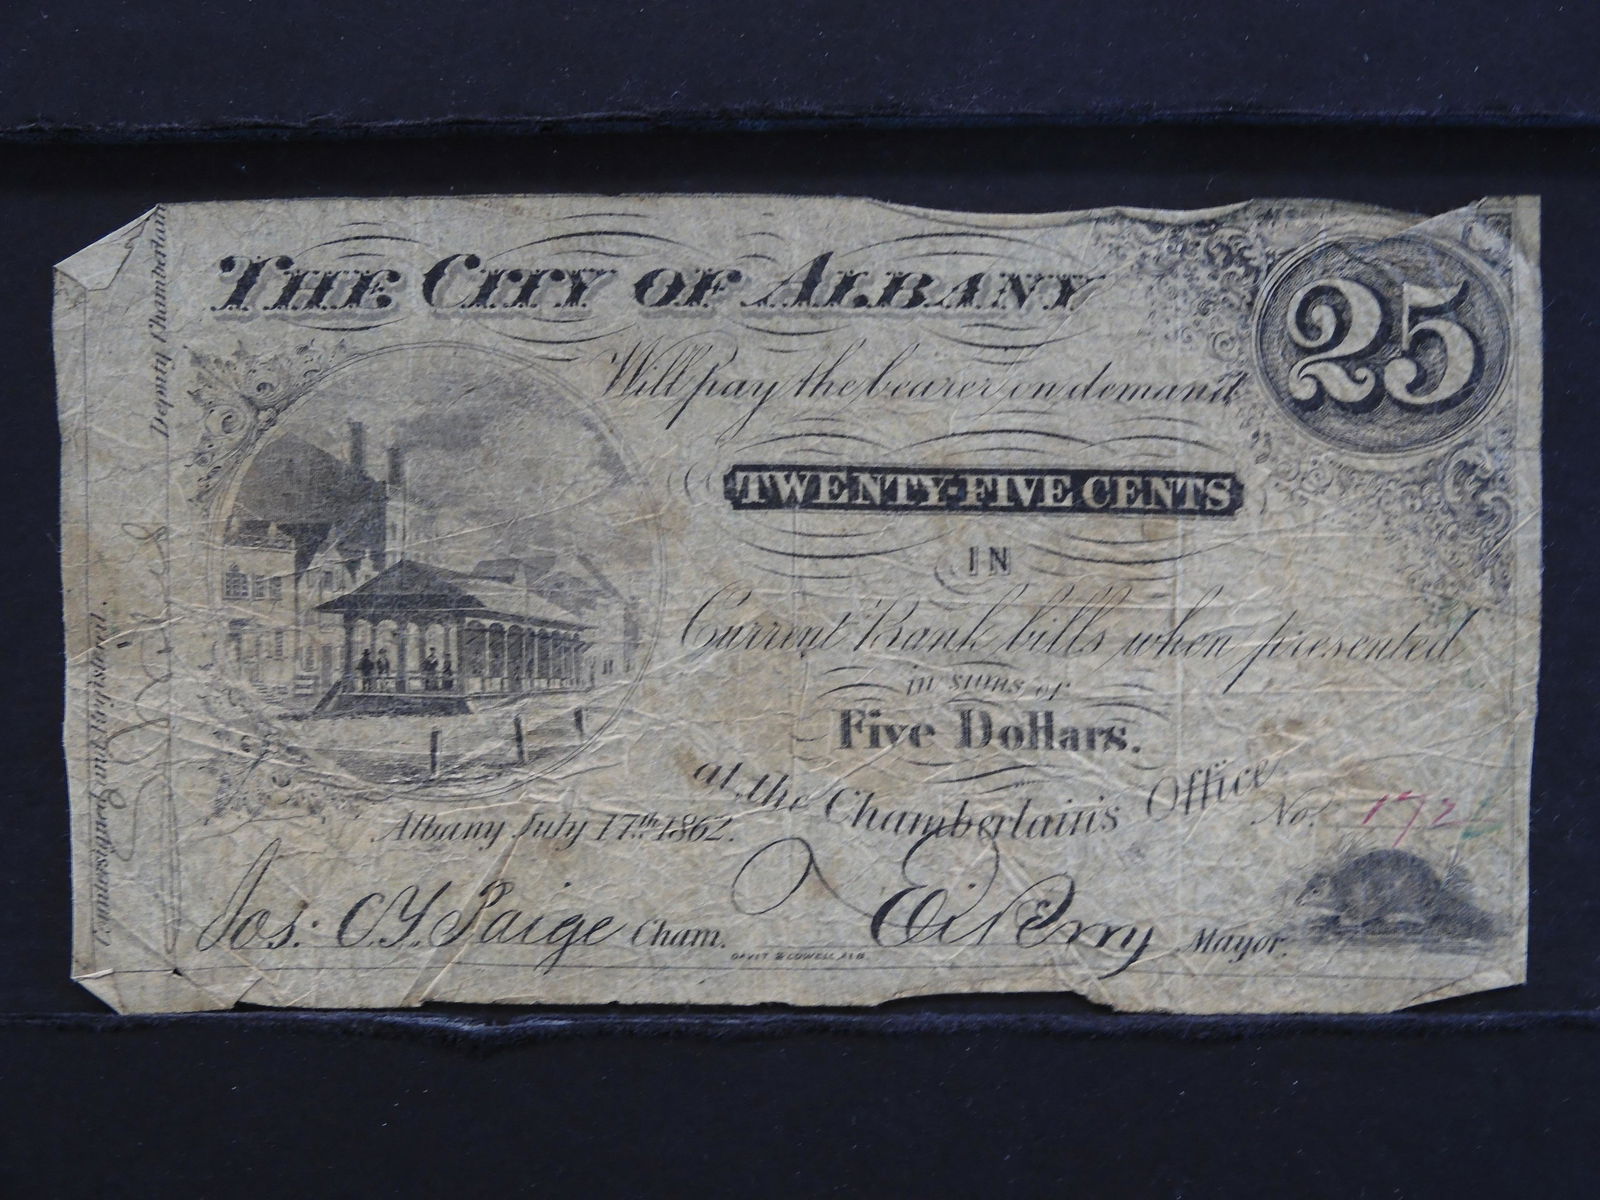 THE CITY OF ALBANY
25
Will pay the bearer on demand
TWENTY-FIVE CENTS
IN
Current Bank bills when presented
in sums of
Five Dollars.
at the Chamberlain's Office
No. 172
Albany July 17th 1862.
Jos: C.Y. Paige Cham.
Eli Perry Mayor.
Deputy Chamberlain